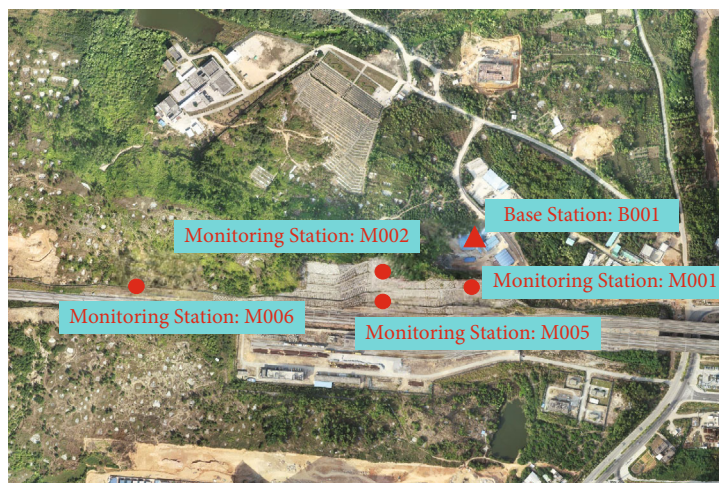 Base Station: B001
Monitoring Station: M002
Monitoring Station: M001
Monitoring Station: M006
Monitoring Station: M005